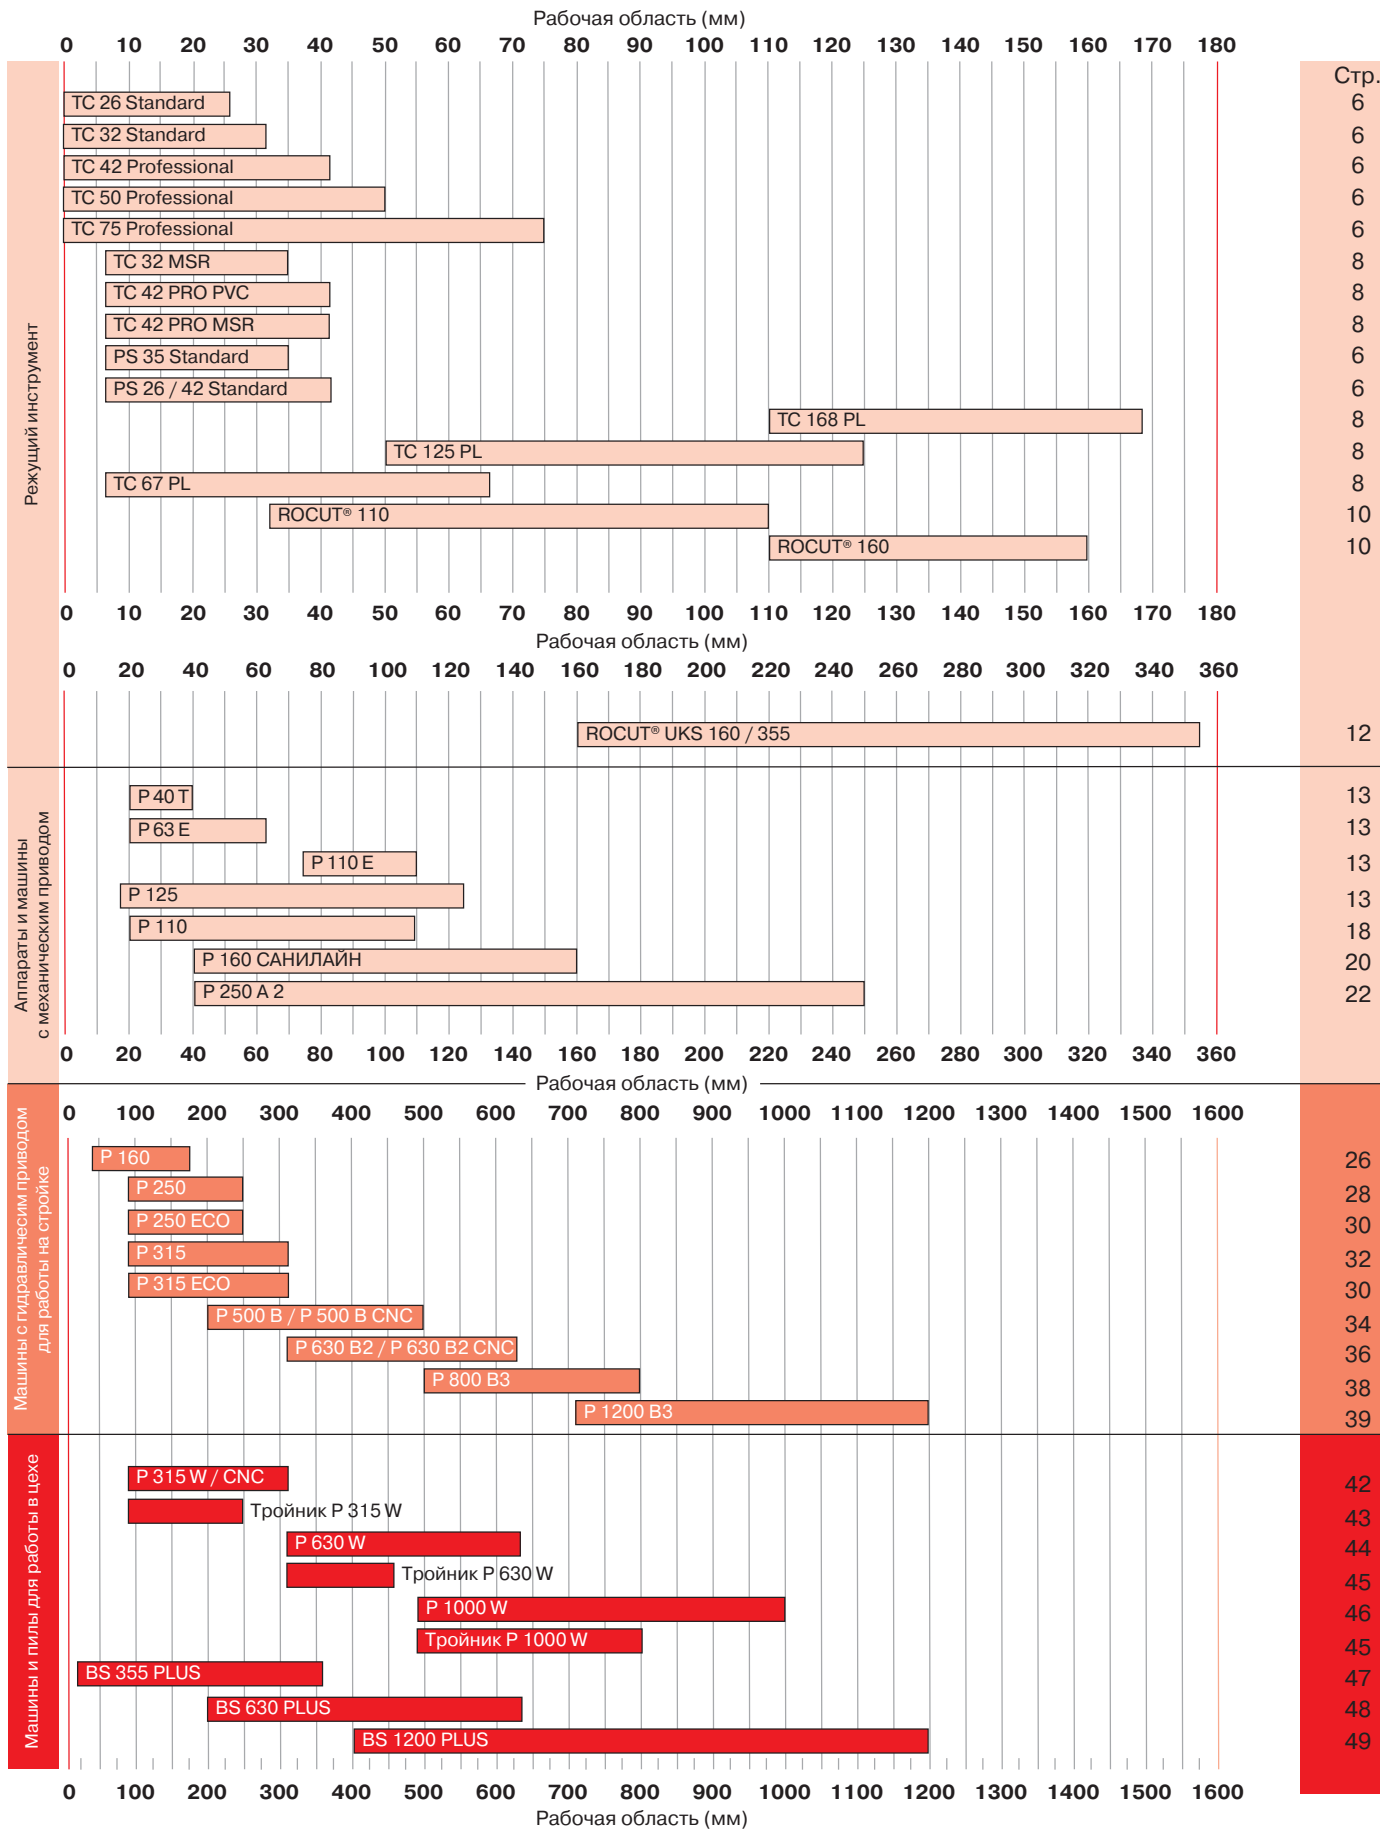 Рабочая область (мм)
0 10 20 30 40 50 60 70 80 90 100 110 120 130 140 150 160 170 180
Стр.
TC 26 Standard 6
TC 32 Standard 6
TC 42 Professional 6
TC 50 Professional 6
TC 75 Professional 6
TC 32 MSR 8
TC 42 PRO PVC 8
TC 42 PRO MSR 8
PS 35 Standard 6
PS 26 / 42 Standard 6
TC 168 PL 8
TC 125 PL 8
TC 67 PL 8
ROCUT® 110 10
ROCUT® 160 10
Режущий инструмент
0 10 20 30 40 50 60 70 80 90 100 110 120 130 140 150 160 170 180
Рабочая область (мм)
0 20 40 60 80 100 120 140 160 180 200 220 240 260 280 300 320 340 360
ROCUT® UKS 160 / 355 12
Аппараты и машины
с механическим приводом
P 40 T 13
P 63 E 13
P 110 E 13
P 125 13
P 110 18
P 160 САНИЛАЙН 20
P 250 A 2 22
0 20 40 60 80 100 120 140 160 180 200 220 240 260 280 300 320 340 360
Рабочая область (мм)
0 100 200 300 400 500 600 700 800 900 1000 1100 1200 1300 1400 1500 1600
Машины с гидравличесим приводом
для работы на стройке
P 160 26
P 250 28
P 250 ECO 30
P 315 32
P 315 ECO 30
P 500 B / P 500 B CNC 34
P 630 B2 / P 630 B2 CNC 36
P 800 B3 38
P 1200 B3 39
Машины и пилы для работы в цехе
P 315 W / CNC 42
Тройник P 315 W 43
P 630 W 44
Тройник P 630 W 45
P 1000 W 46
Тройник P 1000 W 45
BS 355 PLUS 47
BS 630 PLUS 48
BS 1200 PLUS 49
0 100 200 300 400 500 600 700 800 900 1000 1100 1200 1300 1400 1500 1600
Рабочая область (мм)